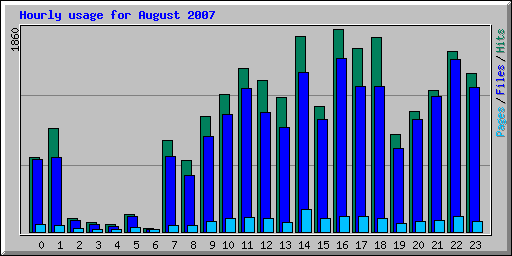 Hourly usage for August 2007
1860
Pages / Files / Hits
0 1 2 3 4 5 6 7 8 9 10 11 12 13 14 15 16 17 18 19 20 21 22 23